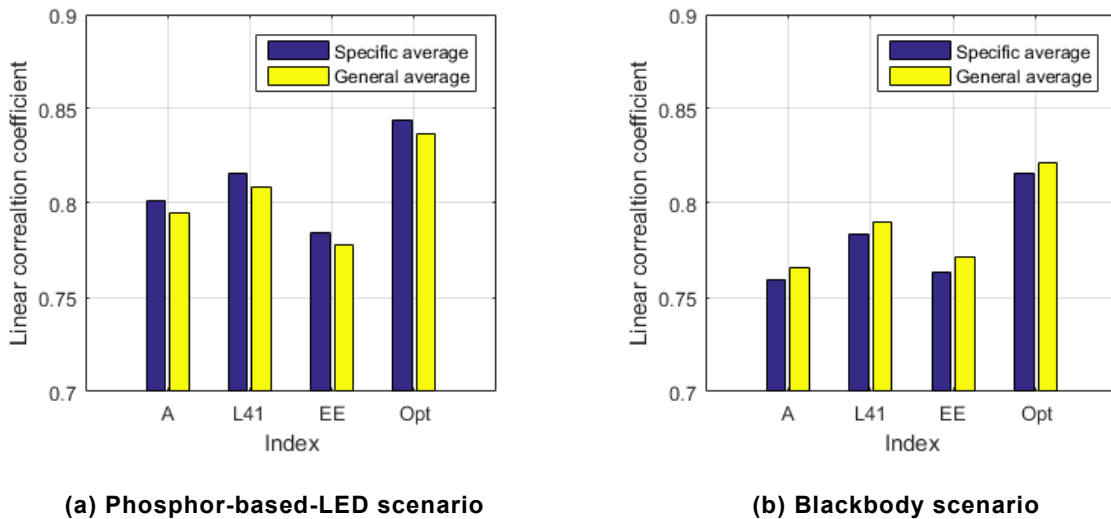 0.9
0.85
0.8
0.75
0.7
Linear correaltion coefficient
Specific average
General average
A L41 EE Opt
Index
(a) Phosphor-based-LED scenario
0.9
0.85
0.8
0.75
0.7
Linear correaltion coefficient
Specific average
General average
A L41 EE Opt
Index
(b) Blackbody scenario